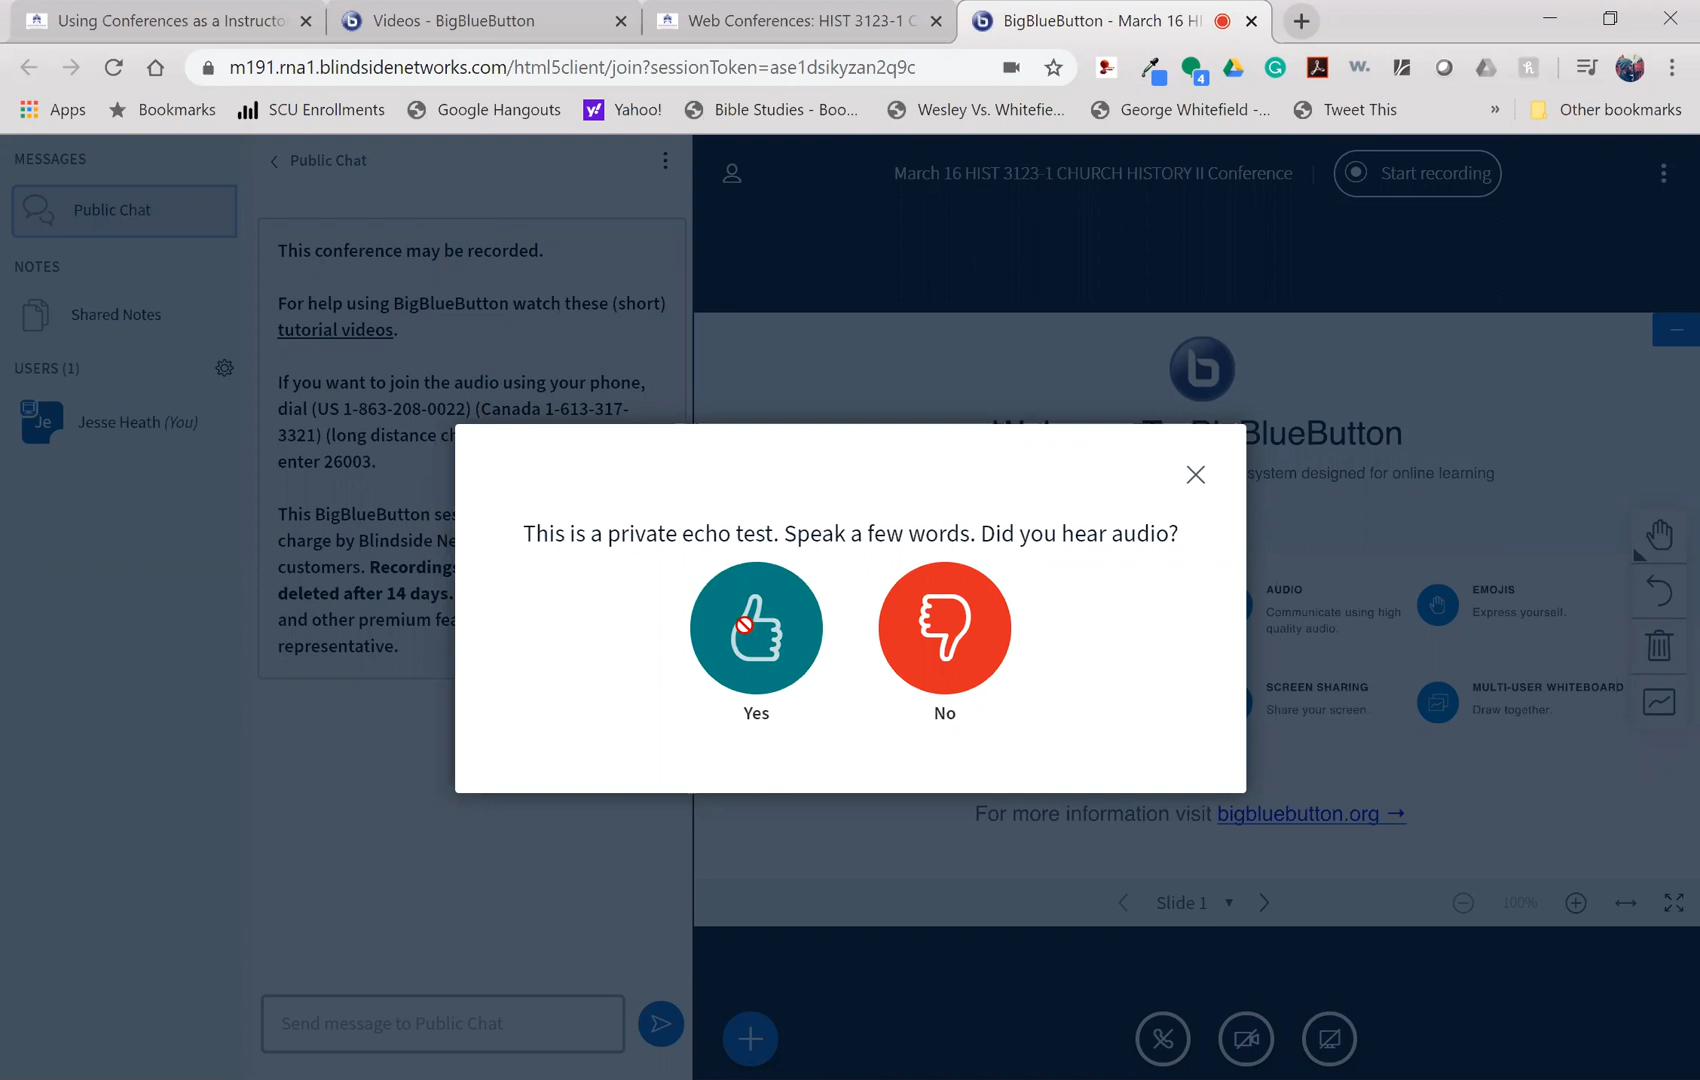 Using Conferences as a Instructo
Videos - BigBlueButton
Web Conferences: HIST 3123-1 C
BigBlueButton - March 16 HI
m191.rna1.blindsidenetworks.com/html5client/join?sessionToken=ase1dsikyzan2q9c
4
W.
Apps
Bookmarks
SCU Enrollments
Google Hangouts
Yahoo!
Bible Studies - Boo...
Wesley Vs. Whitefie...
George Whitefield -...
Tweet This
»
Other bookmarks
MESSAGES
Public Chat
NOTES
Shared Notes
USERS (1)
Je
Jesse Heath (You)
Public Chat
This conference may be recorded.
For help using BigBlueButton watch these (short)
tutorial videos.
If you want to join the audio using your phone,
dial (US 1-863-208-0022) (Canada 1-613-317-
3321) (long distance ch
enter 26003.
This BigBlueButton ses
charge by Blindside Ne
customers. Recordings
deleted after 14 days.
and other premium fea
representative.
Send message to Public Chat
March 16 HIST 3123-1 CHURCH HISTORY II Conference
Start recording
BlueButton
system designed for online learning
This is a private echo test. Speak a few words. Did you hear audio?
Yes
No
AUDIO
Communicate using high
quality audio.
EMOJIS
Express yourself.
SCREEN SHARING
Share your screen.
MULTI-USER WHITEBOARD
Draw together.
For more information visit bigbluebutton.org →
Slide 1
100%